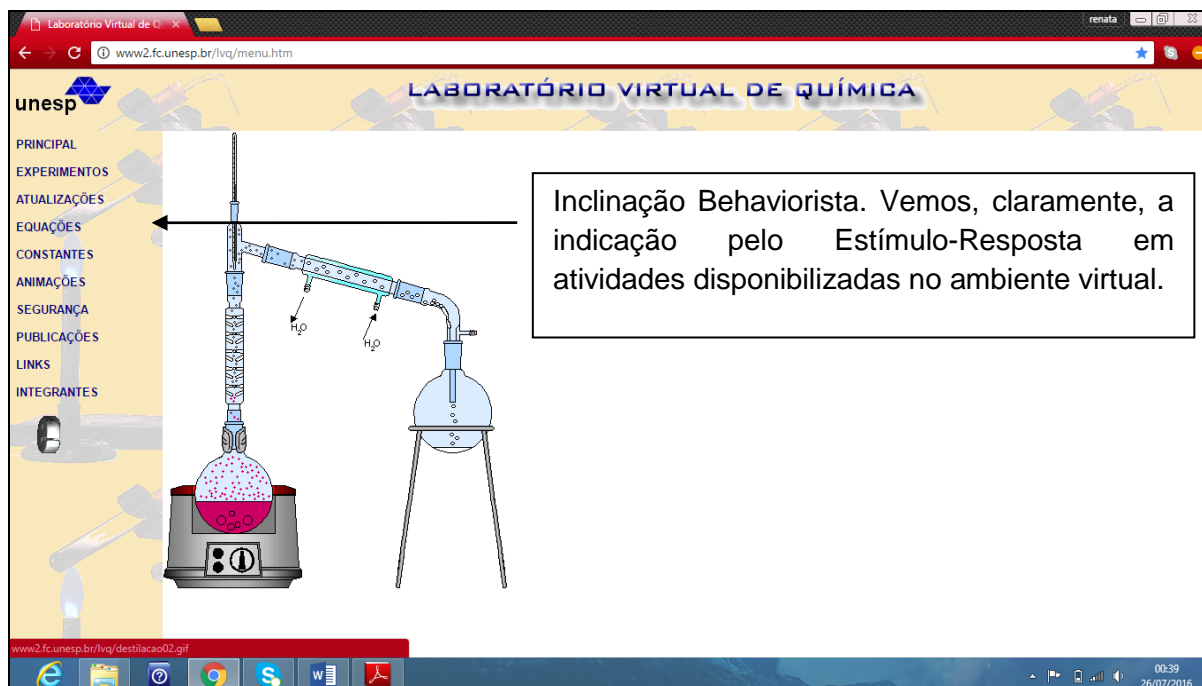 Laboratório Virtual de Q
renata
www2.fc.unesp.br/lvq/menu.htm
unesp
LABORATÓRIO VIRTUAL DE QUÍMICA
PRINCIPAL
EXPERIMENTOS
ATUALIZAÇÕES
EQUAÇÕES
CONSTANTES
ANIMAÇÕES
SEGURANÇA
PUBLICAÇÕES
LINKS
INTEGRANTES
Inclinação Behaviorista. Vemos, claramente, a
indicação pelo Estímulo-Resposta em
atividades disponibilizadas no ambiente virtual.
H₂O
H₂O
www2.fc.unesp.br/lvq/destilacao02.gif
00:39
26/07/2016